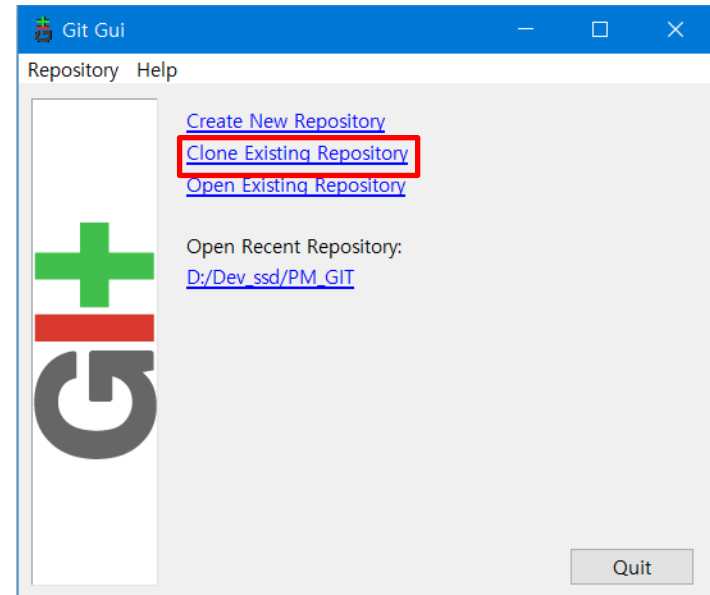 Git Gui
Repository Help
Create New Repository
Clone Existing Repository
Open Existing Repository
Open Recent Repository:
D:/Dev_ssd/PM_GIT
GIt
Quit